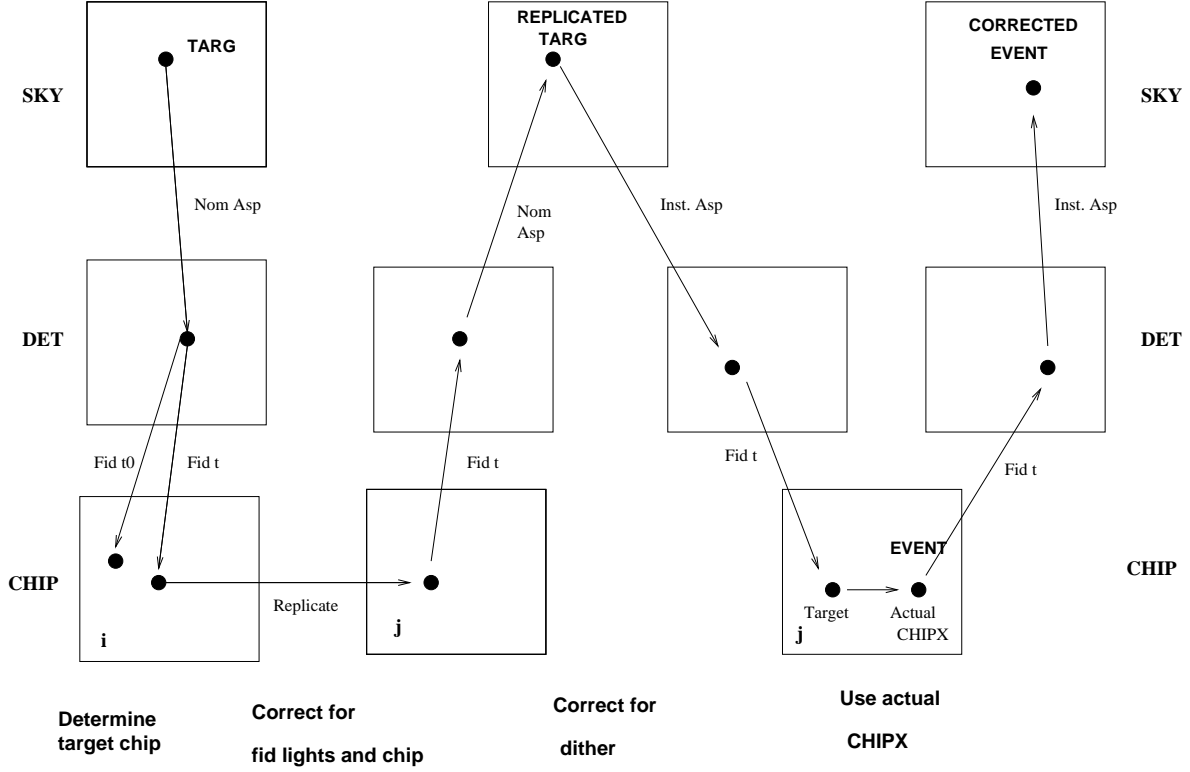 TARG
REPLICATED
TARG
CORRECTED
EVENT
SKY
SKY
Nom Asp
Nom
Asp
Inst. Asp
Inst. Asp
DET
DET
Fid t0
Fid t
Fid t
Fid t
Fid t
EVENT
CHIP
CHIP
Replicate
Target
Actual
CHIPX
i
j
j
Determine
target chip
Correct for
fid lights and chip
Correct for
dither
Use actual
CHIPX